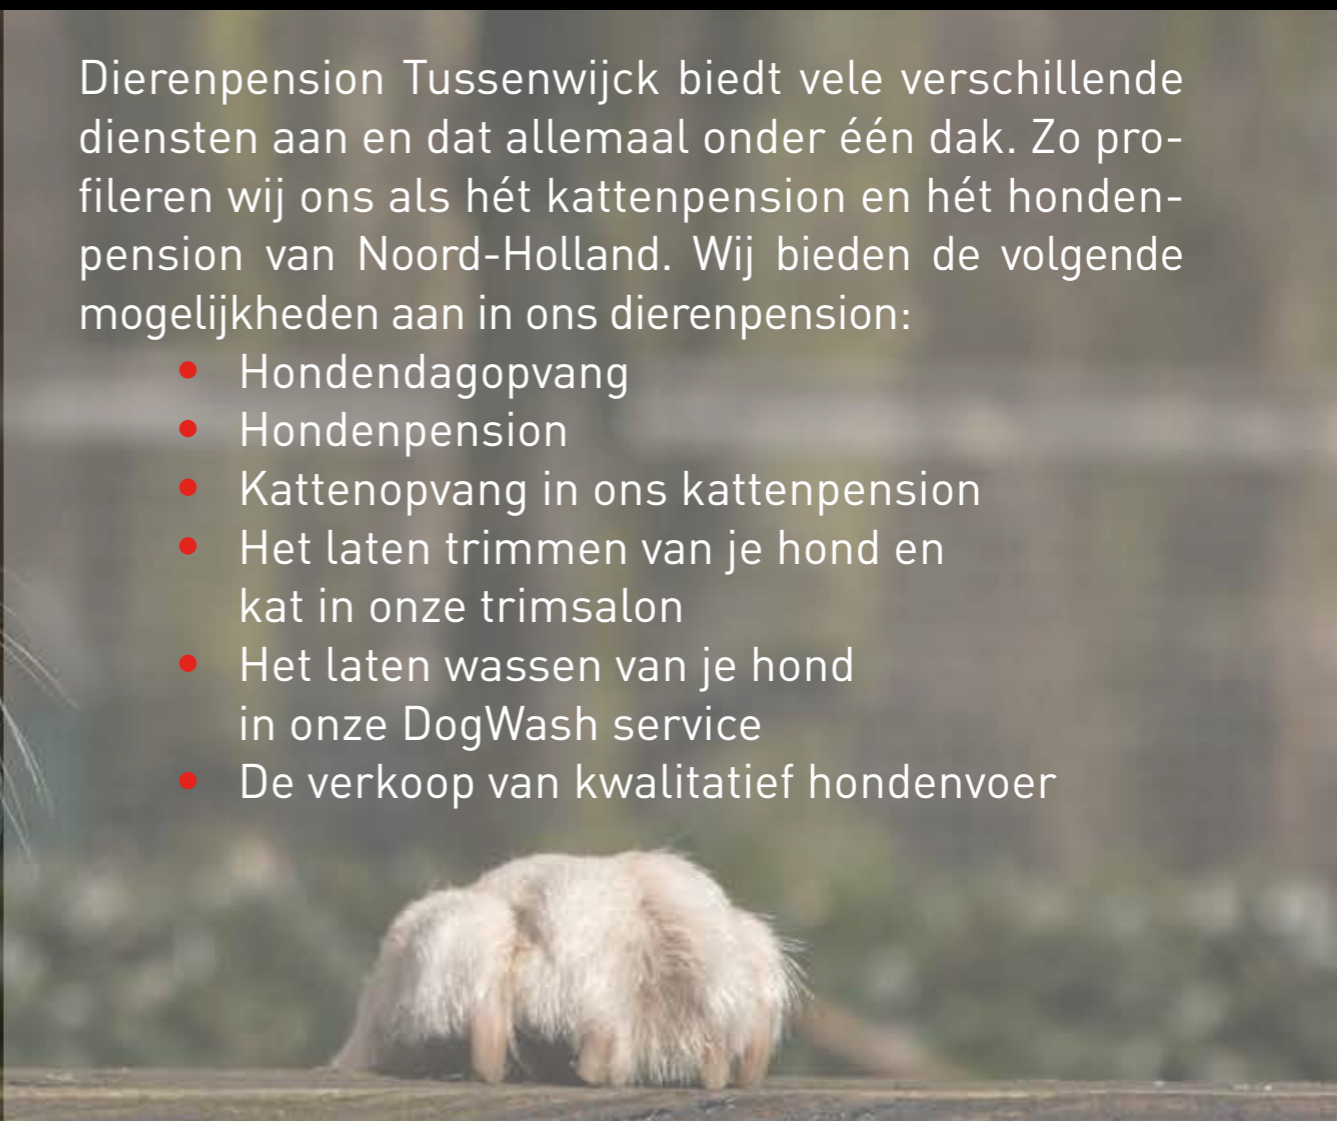 Dierenpension Tussenwijck biedt vele verschillende
diensten aan en dat allemaal onder één dak. Zo pro-
fileren wij ons als hét kattenpension en hét honden-
pension van Noord-Holland. Wij bieden de volgende
mogelijkheden aan in ons dierenpension:
• Hondendagopvang
• Hondenpension
• Kattenopvang in ons kattenpension
• Het laten trimmen van je hond en
kat in onze trimsalon
• Het laten wassen van je hond
in onze DogWash service
• De verkoop van kwalitatief hondenvoer